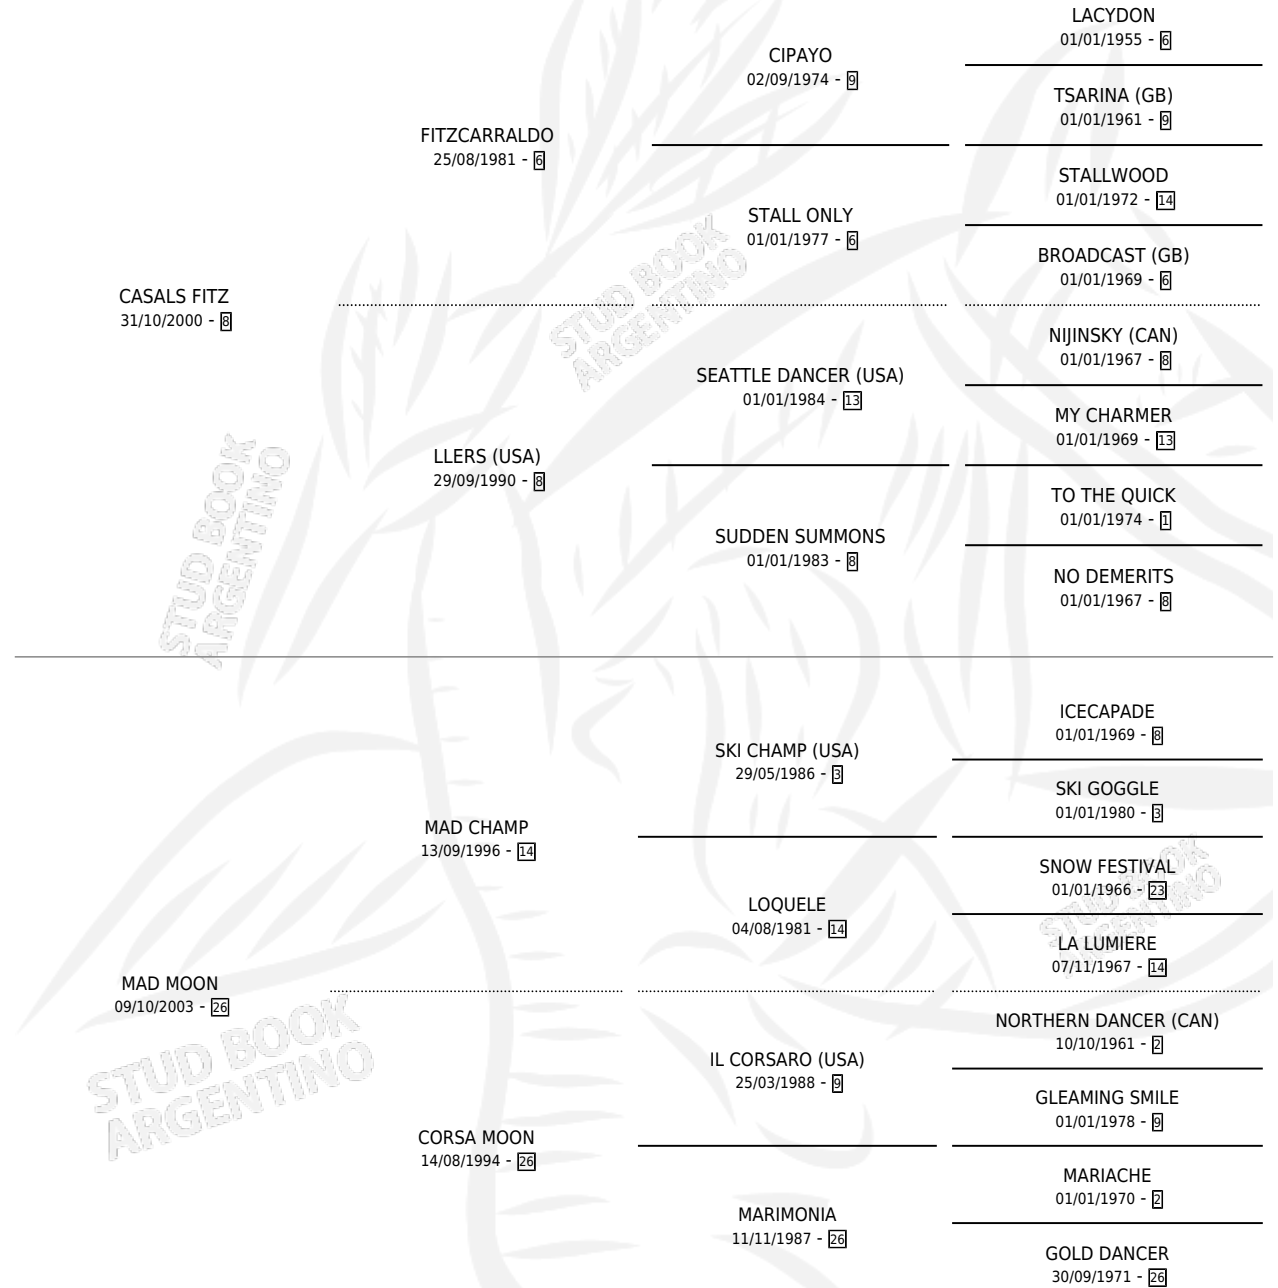 LACYDON
01/01/1955 - 6
CIPAYO
02/09/1974 - 9
TSARINA (GB)
01/01/1961 - 9
FITZCARRALDO
25/08/1981 - 6
STALLWOOD
01/01/1972 - 14
STALL ONLY
01/01/1977 - 6
BROADCAST (GB)
01/01/1969 - 6
CASALS FITZ
31/10/2000 - 8
NIJINSKY (CAN)
01/01/1967 - 8
SEATTLE DANCER (USA)
01/01/1984 - 13
MY CHARMER
01/01/1969 - 13
LLERS (USA)
29/09/1990 - 8
TO THE QUICK
01/01/1974 - 1
SUDDEN SUMMONS
01/01/1983 - 8
NO DEMERITS
01/01/1967 - 8
STUD BOOK
ARGENTINO
STUD BOOK
ARGENTINO
ICECAPADE
01/01/1969 - 8
SKI CHAMP (USA)
29/05/1986 - 3
SKI GOGGLE
01/01/1980 - 3
MAD CHAMP
13/09/1996 - 14
SNOW FESTIVAL
01/01/1966 - 23
LOQUELE
04/08/1981 - 14
LA LUMIERE
07/11/1967 - 14
MAD MOON
09/10/2003 - 26
NORTHERN DANCER (CAN)
10/10/1961 - 2
IL CORSARO (USA)
25/03/1988 - 9
GLEAMING SMILE
01/01/1978 - 9
CORSA MOON
14/08/1994 - 26
MARIACHE
01/01/1970 - 2
MARIMONIA
11/11/1987 - 26
GOLD DANCER
30/09/1971 - 26
STUD BOOK
ARGENTINO
STUD BOOK
ARGENTINO